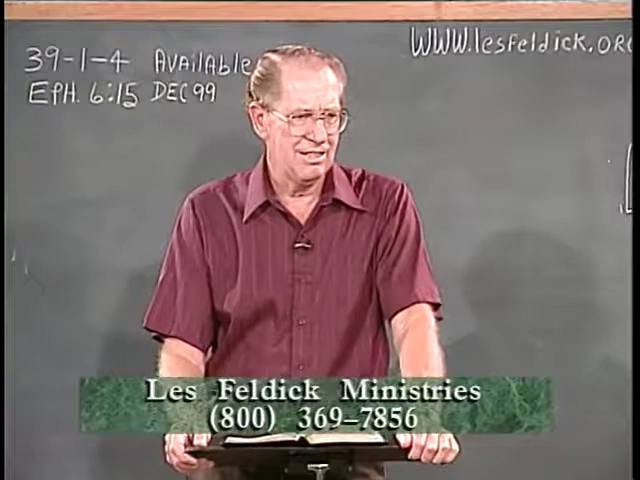 39-1-4 AVAILABLE
EPH. 6:15 DEC 99
WWW.lesfeldick.ORG
Les Feldick Ministries
(800) 369-7856